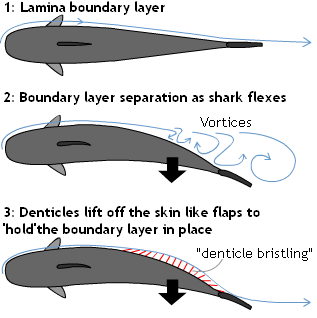 1: Lamina boundary layer
2: Boundary layer separation as shark flexes
Vortices
3: Denticles lift off the skin like flaps to
'hold'the boundary layer in place
"denticle bristling"